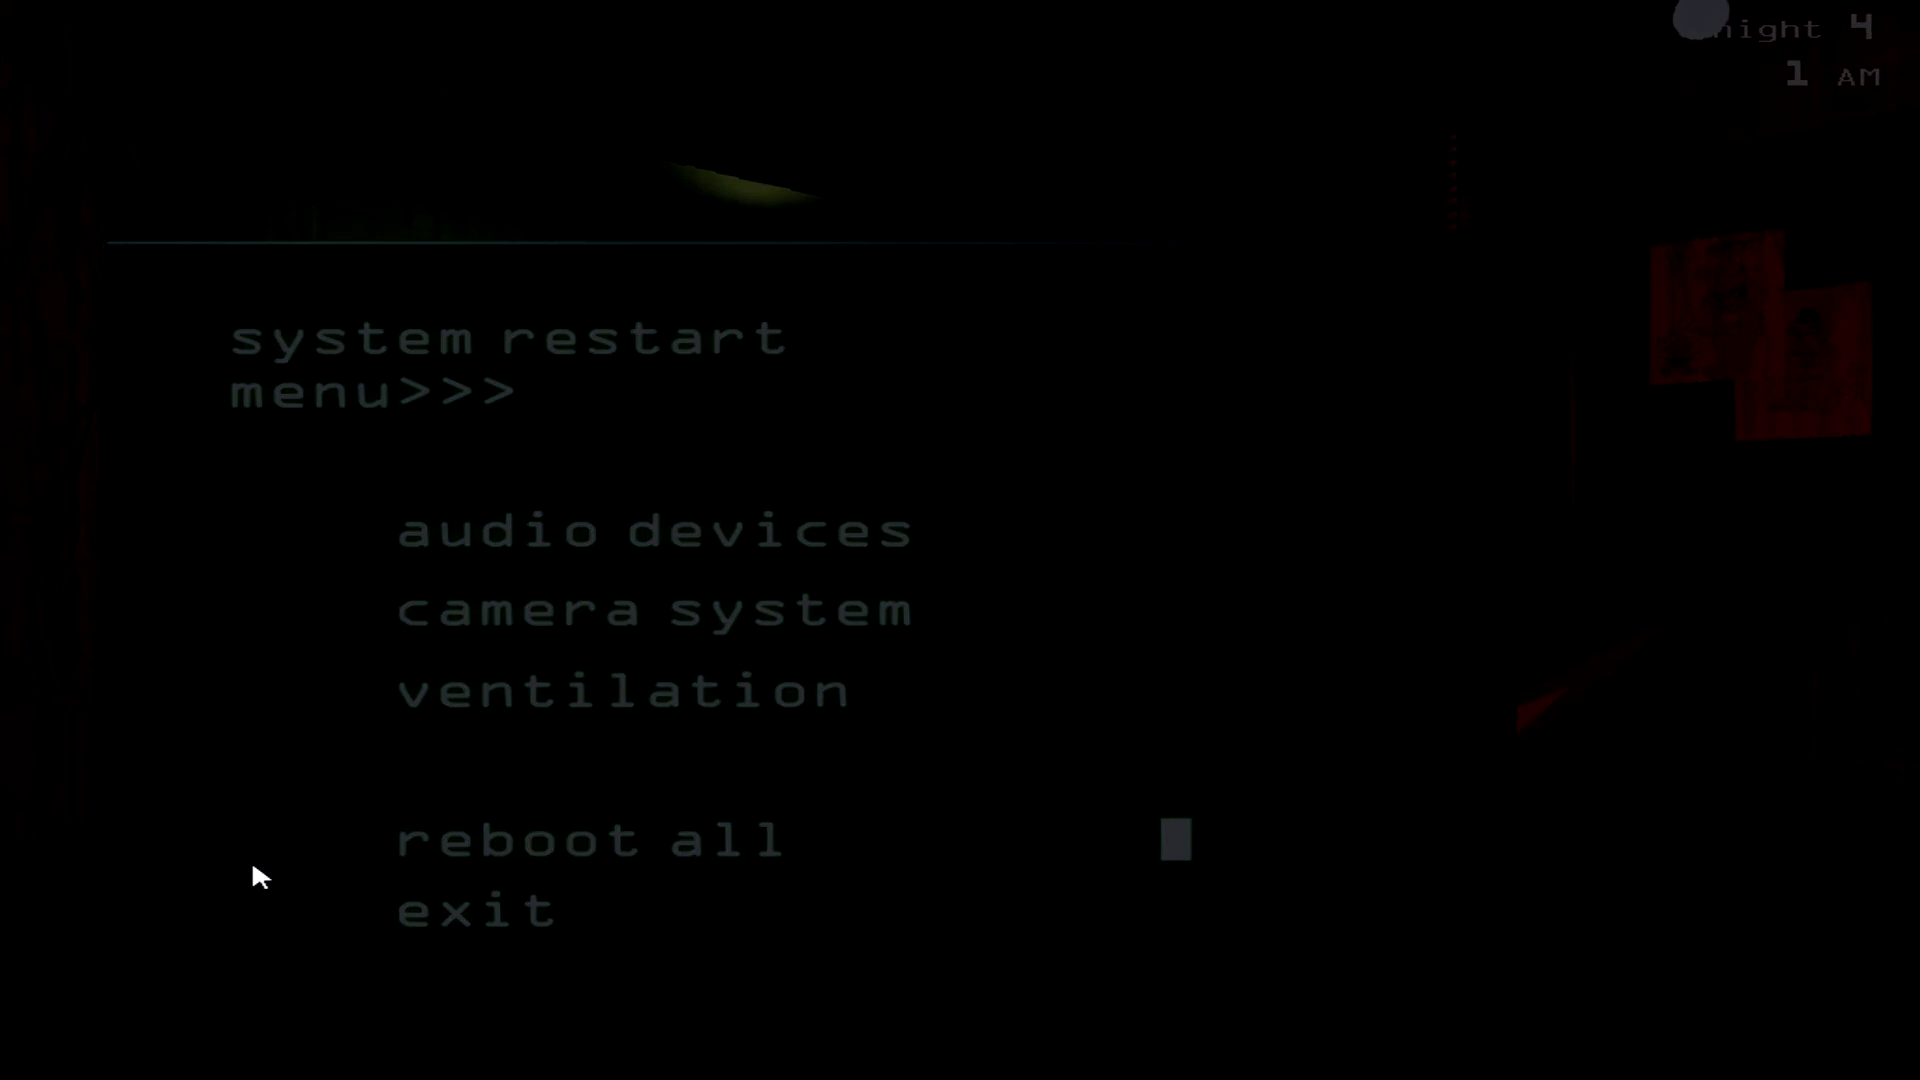 night 4
1 AM
system restart
menu>>>
audio devices
camera system
ventilation
reboot all
exit